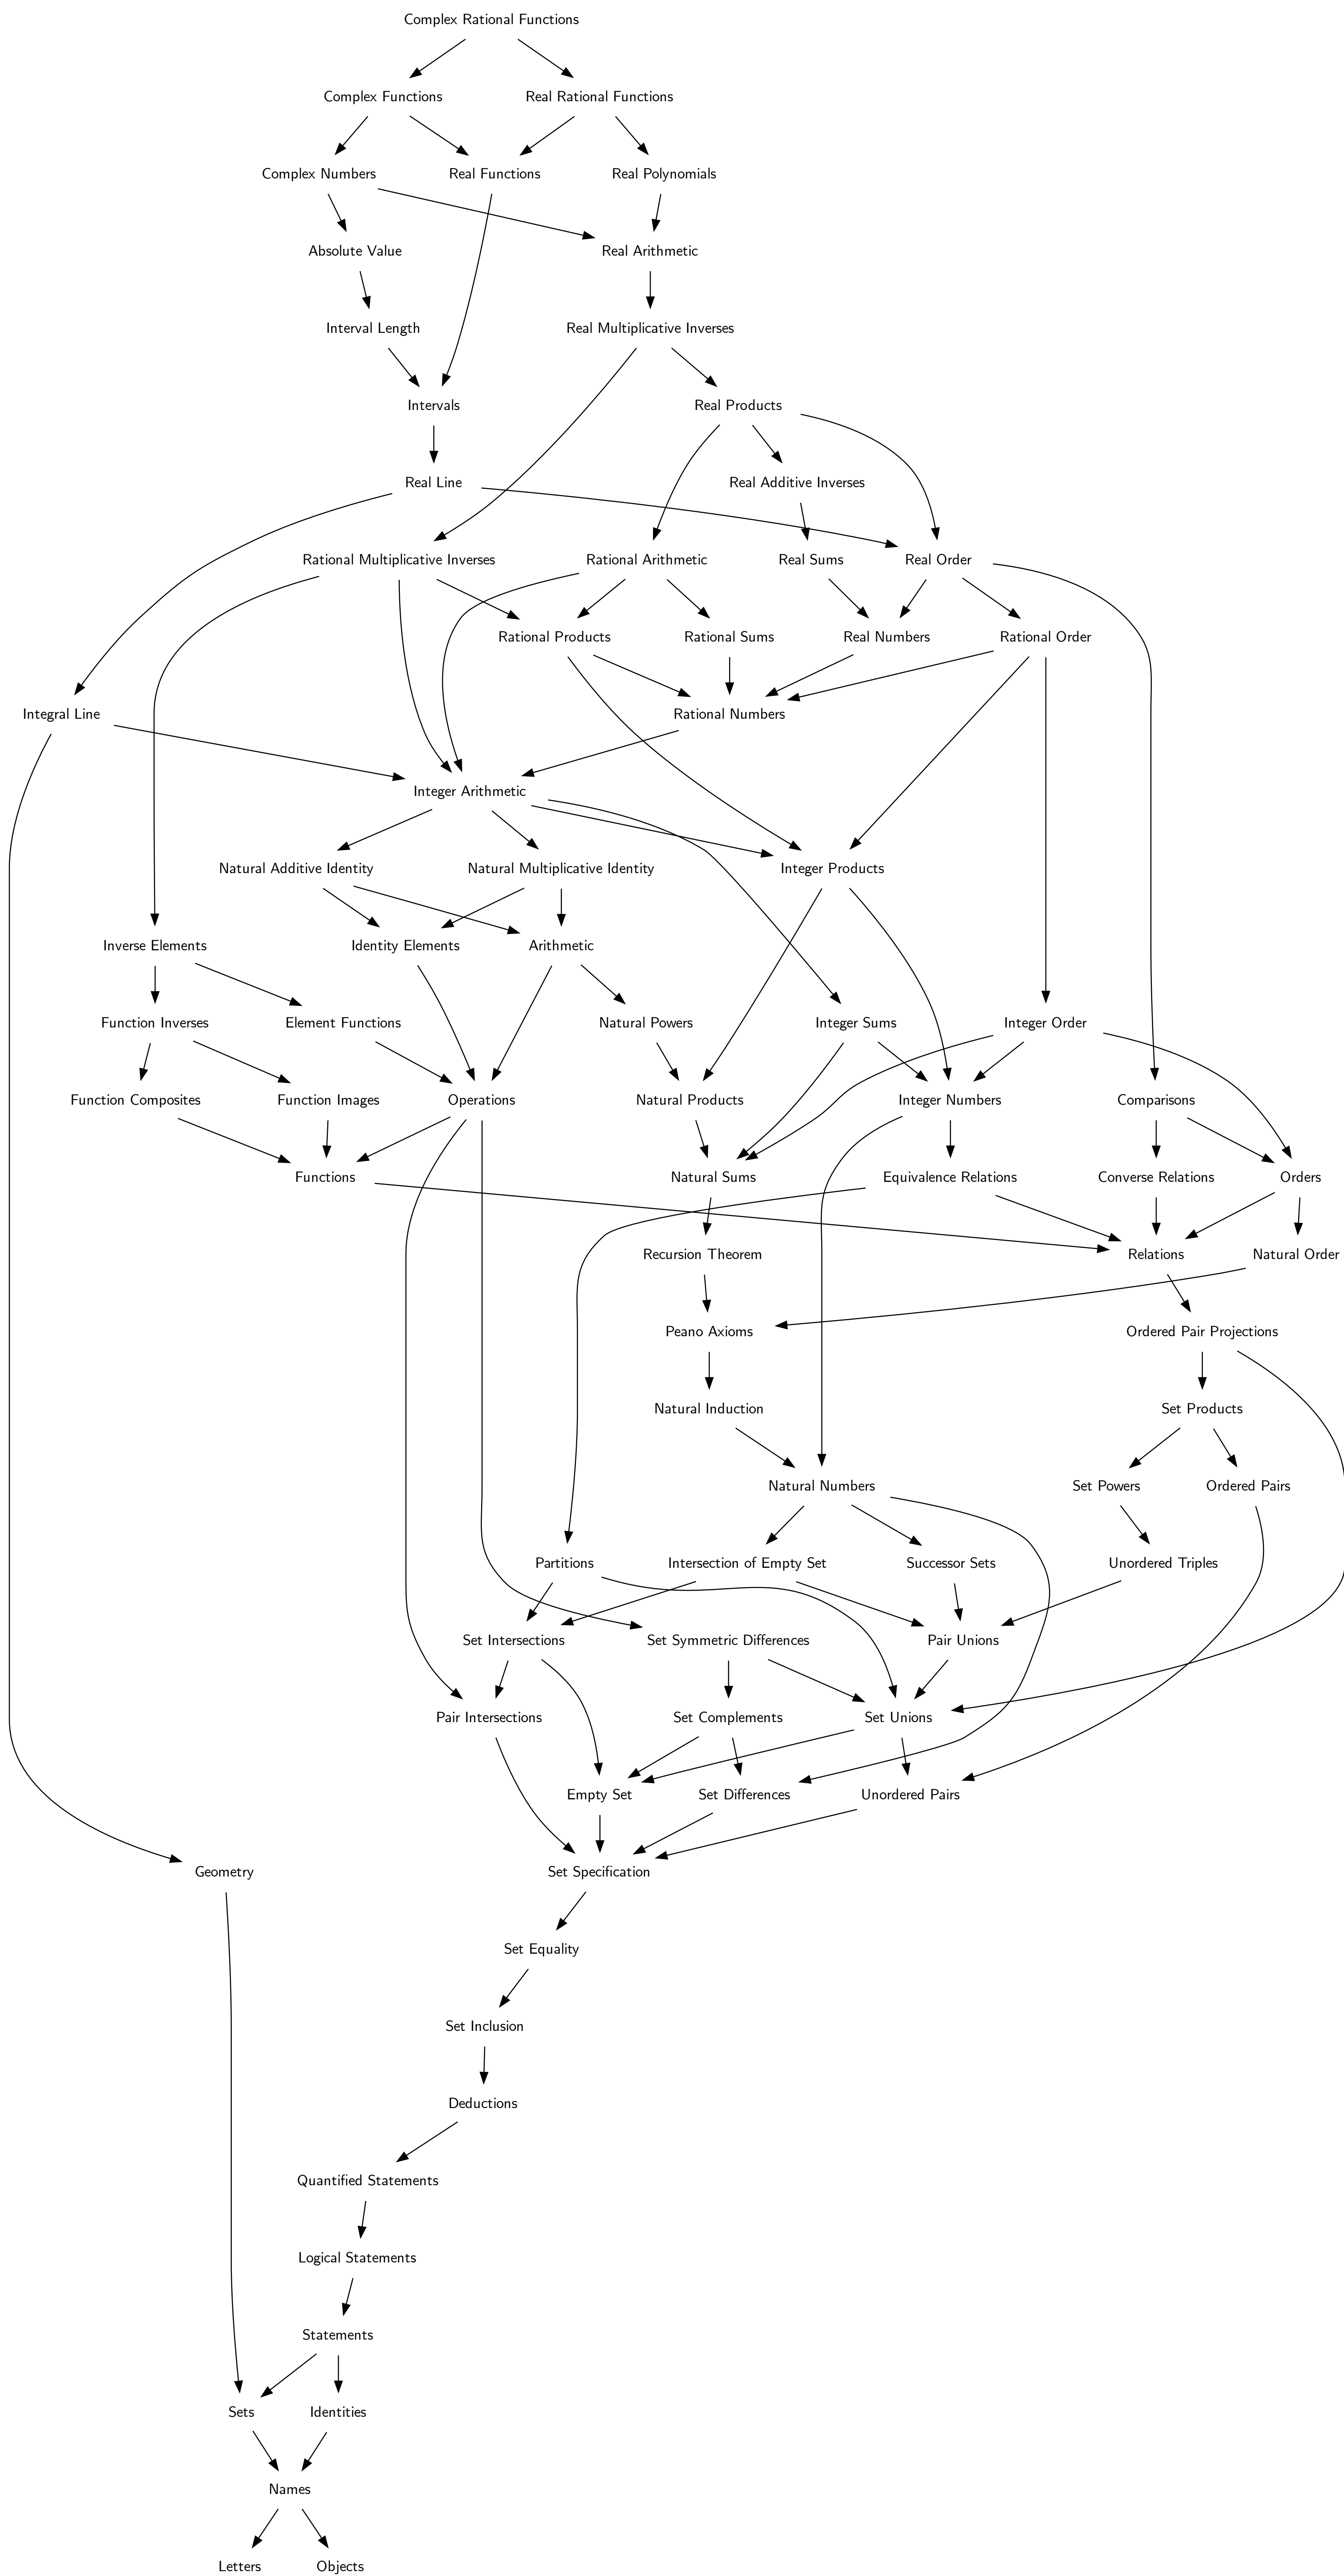 Complex Rational Functions
Complex Functions
Real Rational Functions
Complex Numbers
Real Functions
Real Polynomials
Absolute Value
Real Arithmetic
Interval Length
Real Multiplicative Inverses
Intervals
Real Products
Real Line
Real Additive Inverses
Rational Multiplicative Inverses
Rational Arithmetic
Real Sums
Real Order
Rational Products
Rational Sums
Real Numbers
Rational Order
Integral Line
Rational Numbers
Integer Arithmetic
Natural Additive Identity
Natural Multiplicative Identity
Integer Products
Inverse Elements
Identity Elements
Arithmetic
Function Inverses
Element Functions
Natural Powers
Integer Sums
Integer Order
Function Composites
Function Images
Operations
Natural Products
Integer Numbers
Comparisons
Functions
Natural Sums
Equivalence Relations
Converse Relations
Orders
Recursion Theorem
Relations
Natural Order
Peano Axioms
Ordered Pair Projections
Natural Induction
Set Products
Natural Numbers
Set Powers
Ordered Pairs
Partitions
Intersection of Empty Set
Successor Sets
Unordered Triples
Set Intersections
Set Symmetric Differences
Pair Unions
Pair Intersections
Set Complements
Set Unions
Empty Set
Set Differences
Unordered Pairs
Geometry
Set Specification
Set Equality
Set Inclusion
Deductions
Quantified Statements
Logical Statements
Statements
Sets
Identities
Names
Letters
Objects